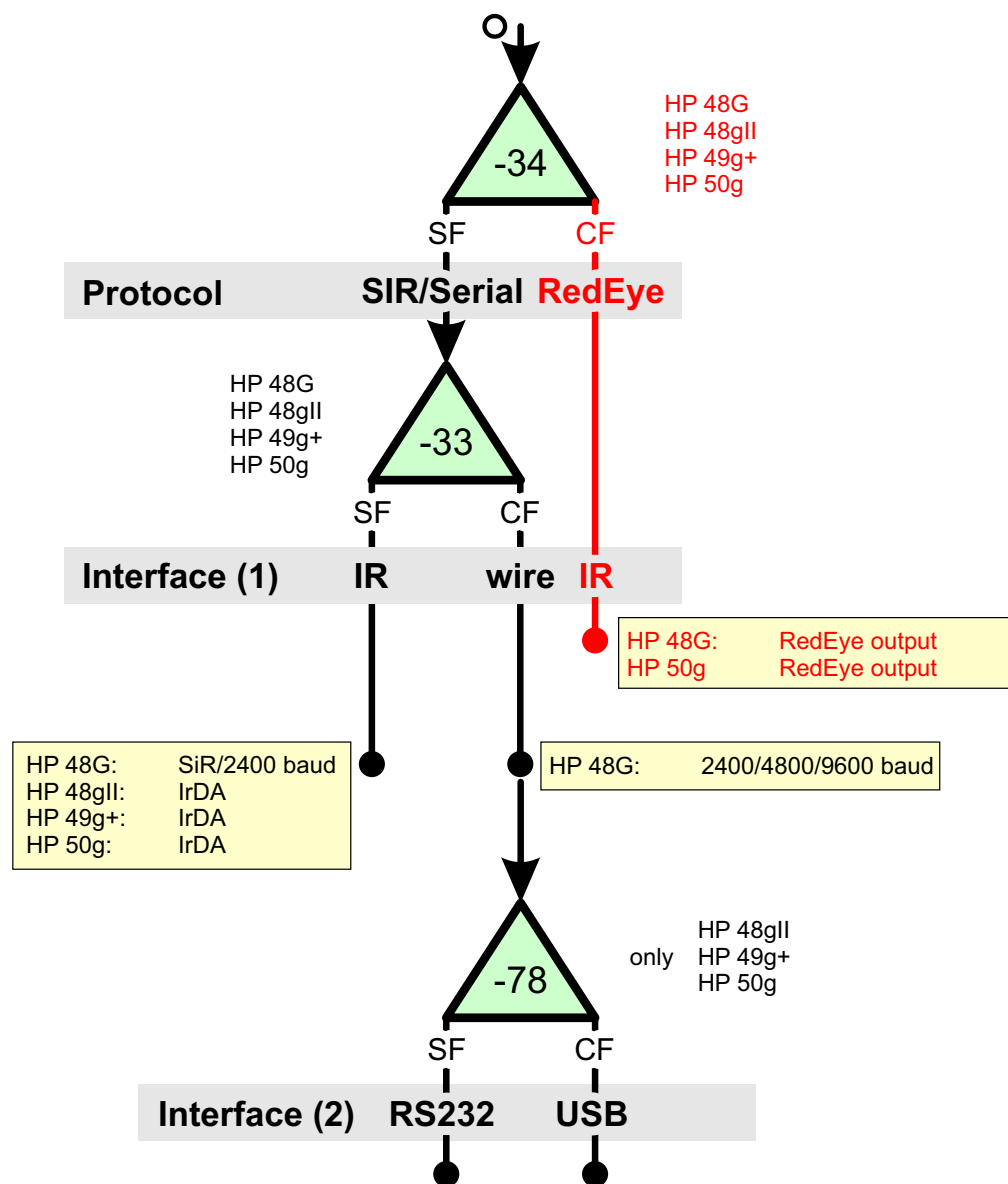 HP 48G
HP 48gII
HP 49g+
HP 50g
-34
SF CF
Protocol SIR/Serial RedEye
HP 48G
HP 48gII
HP 49g+
HP 50g
-33
SF CF
Interface (1) IR wire IR
HP 48G: RedEye output
HP 50g RedEye output
HP 48G: SiR/2400 baud
HP 48gII: IrDA
HP 49g+: IrDA
HP 50g: IrDA
HP 48G: 2400/4800/9600 baud
HP 48gII
only HP 49g+
HP 50g
-78
SF CF
Interface (2) RS232 USB